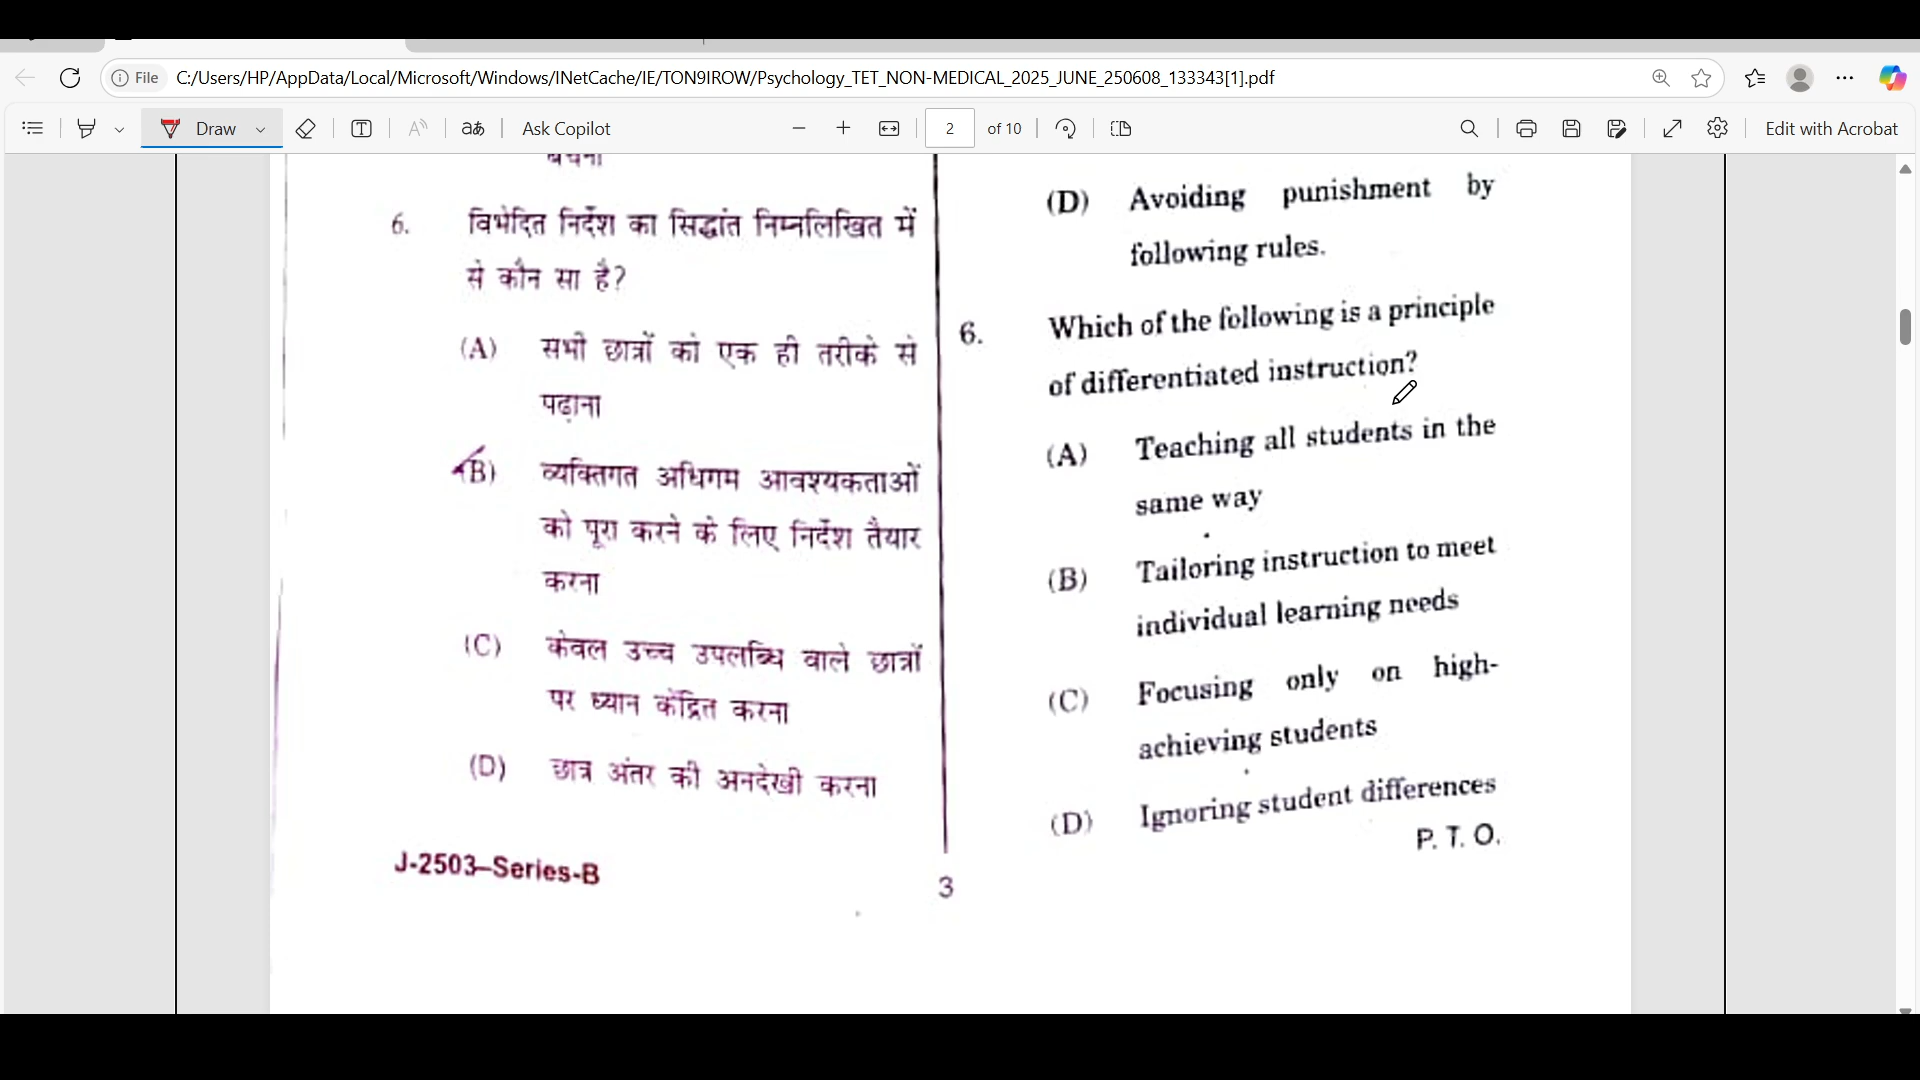 File
C:/Users/HP/AppData/Local/Microsoft/Windows/INetCache/IE/TON9IROW/Psychology_TET_NON-MEDICAL_2025_JUNE_250608_133343[1].pdf
Draw
Ask Copilot
2 of 10
Edit with Acrobat
6. विभेदित निर्देश का सिद्धांत निम्नलिखित में
से कौन सा है?
(A) सभी छात्रों को एक ही तरीके से
पढ़ाना
(B) व्यक्तिगत अधिगम आवश्यकताओं
को पूरा करने के लिए निर्देश तैयार
करना
(C) केवल उच्च उपलब्धि वाले छात्रों
पर ध्यान केंद्रित करना
(D) छात्र अंतर की अनदेखी करना
J-2503–Series-B
(D) Avoiding punishment by
following rules.
6. Which of the following is a principle
of differentiated instruction?
(A) Teaching all students in the
same way
(B) Tailoring instruction to meet
individual learning needs
(C) Focusing only on high-
achieving students
(D) Ignoring student differences
P. T. O.
3